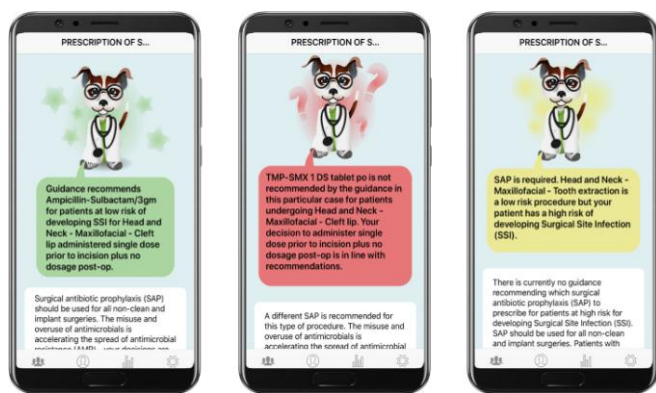 PRESCRIPTION OF S...
Guidance recommends
Ampicillin-Sulbactam/3gm
for patients at low risk of
developing SSI for Head and
Neck - Maxillofacial - Cleft
lip administered single dose
prior to incision plus no
dosage post-op.
Surgical antibiotic prophylaxis (SAP)
should be used for all non-clean and
implant surgeries. The misuse and
overuse of antimicrobials is
accelerating the spread of antimicrobial
resistance (AMR) your decisions are
PRESCRIPTION OF S...
TMP-SMX 1 DS tablet po is not
recommended by the guidance in
this particular case for patients
undergoing Head and Neck -
Maxillofacial - Cleft lip. Your
decision to administer single
dose prior to incision plus no
dosage post-op is in line with
recommendations.
A different SAP is recommended for
this type of procedure. The misuse and
overuse of antimicrobials is
accelerating the spread of antimicrobial
PRESCRIPTION OF S...
SAP is required. Head and Neck -
Maxillofacial - Tooth extraction is
a low risk procedure but your
patient has a high risk of
developing Surgical Site Infection
(SSI).
There is currently no guidance
recommending which surgical
antibiotic prophylaxis (SAP) to
prescribe for patients at high risk for
developing Surgical Site Infection (SSI).
SAP should be used for all non-clean
and implant surgeries. Patients with